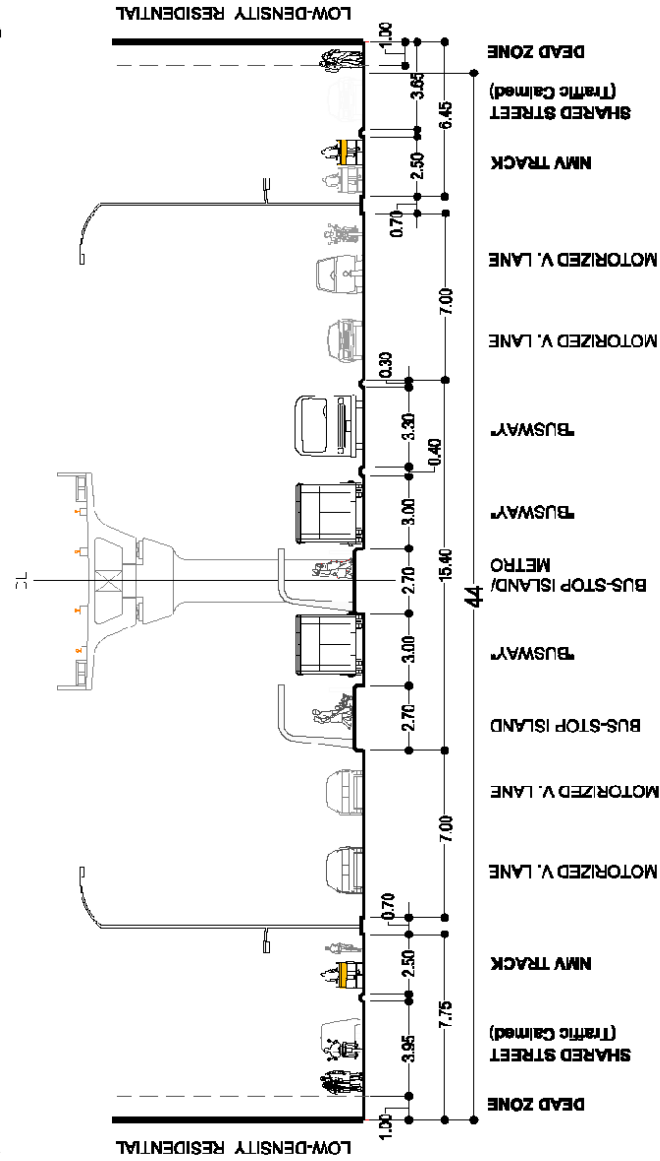 LOW-DENSITY RESIDENTIAL
DEAD ZONE
1.00
SHARED STREET
(Traffic Calmed)
3.95
7.75
NMV TRACK
2.50
0.70
MOTORIZED V. LANE
7.00
MOTORIZED V. LANE
BUS-STOP ISLAND
2.70
"BUSWAY"
3.00
BUS-STOP ISLAND/
METRO
2.70
44
15.40
"BUSWAY"
3.00
0.40
"BUSWAY"
3.30
0.30
MOTORIZED V. LANE
7.00
MOTORIZED V. LANE
0.70
NMV TRACK
2.50
6.45
SHARED STREET
(Traffic Calmed)
3.65
DEAD ZONE
1.00
LOW-DENSITY RESIDENTIAL